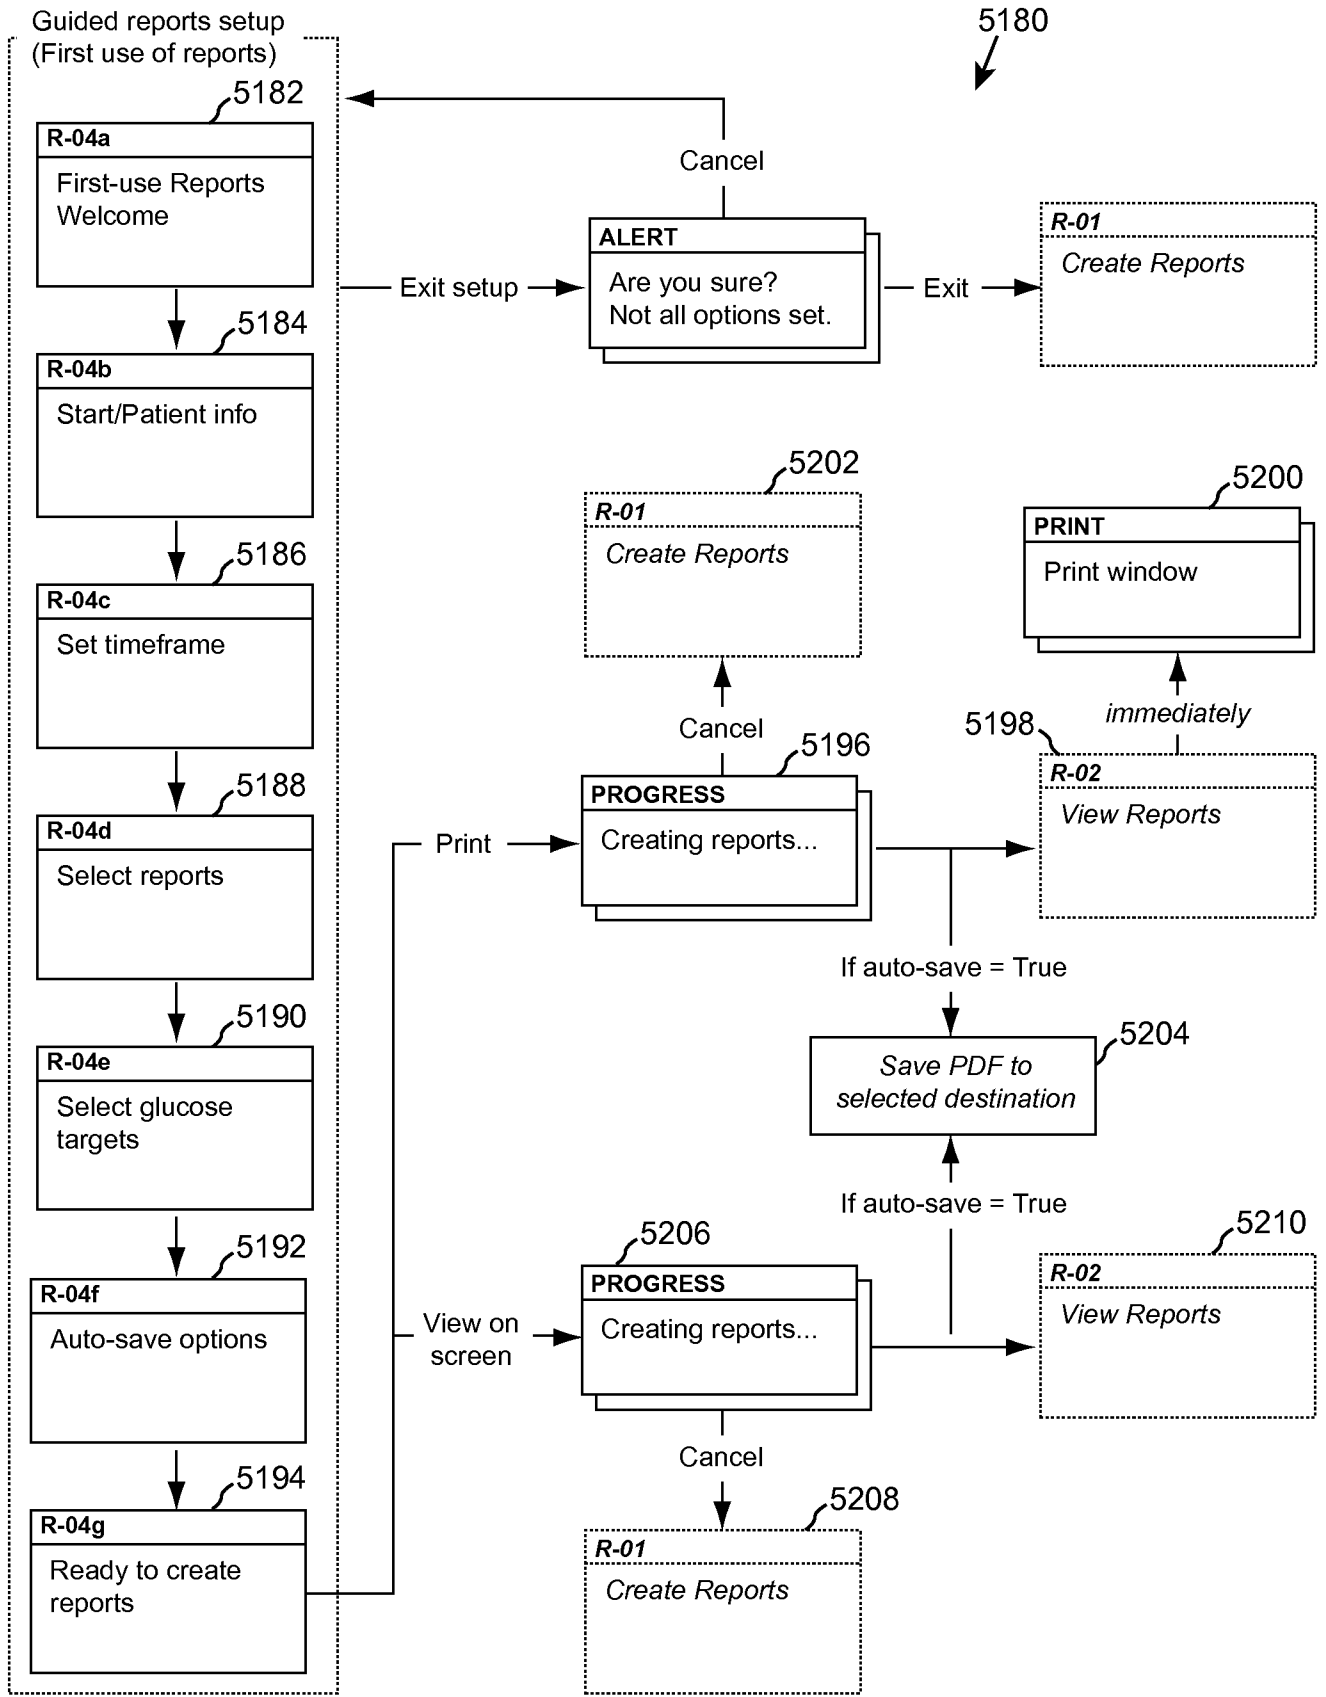 Guided reports setup
(First use of reports)
5180
5182
R-04a
First-use Reports
Welcome
Cancel
ALERT
Are you sure?
Not all options set.
Exit setup
Exit
R-01
Create Reports
5184
R-04b
Start/Patient info
5202
R-01
Create Reports
5200
PRINT
Print window
5186
R-04c
Set timeframe
immediately
5198
Cancel
5196
R-02
View Reports
5188
R-04d
Select reports
Print
PROGRESS
Creating reports...
If auto-save = True
5190
R-04e
Select glucose
targets
5204
Save PDF to
selected destination
If auto-save = True
5192
R-04f
Auto-save options
View on
screen
5206
PROGRESS
Creating reports...
5210
R-02
View Reports
Cancel
5194
R-04g
Ready to create
reports
5208
R-01
Create Reports